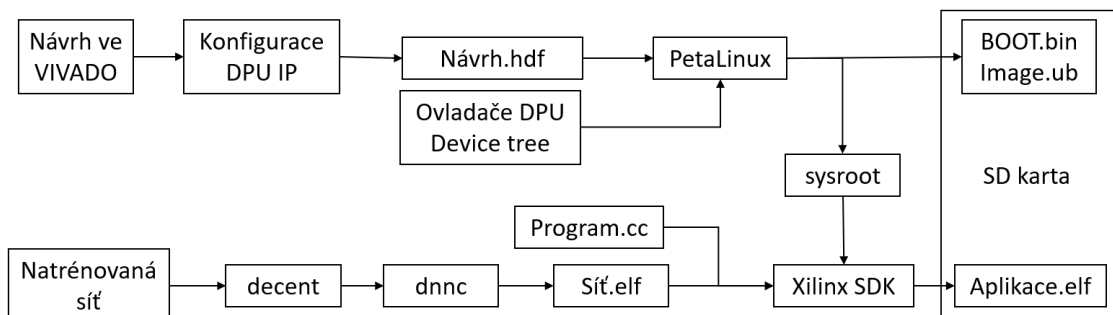 Návrh ve
VIVADO
Konfigurace
DPU IP
Návrh.hdf
PetaLinux
BOOT.bin
Image.ub
Ovladače DPU
Device tree
sysroot
SD karta
Program.cc
Natrénovaná
síť
decent
dnnc
Síť.elf
Xilinx SDK
Aplikace.elf